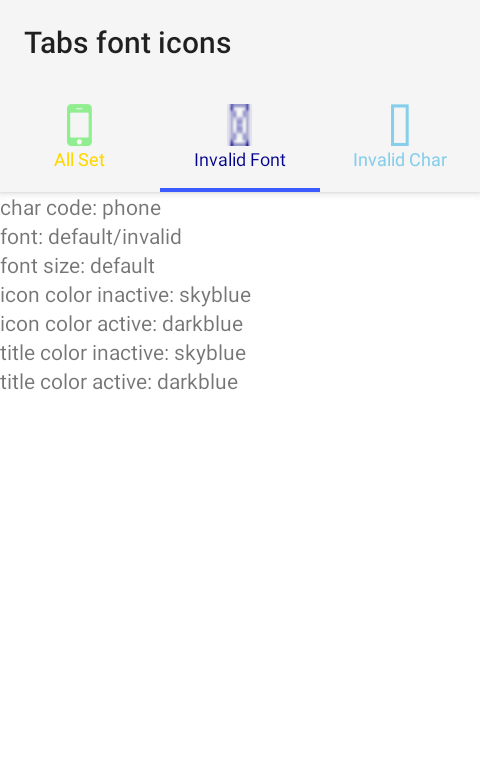 Tabs font icons
All Set
Invalid Font
Invalid Char
char code: phone
font: default/invalid
font size: default
icon color inactive: skyblue
icon color active: darkblue
title color inactive: skyblue
title color active: darkblue